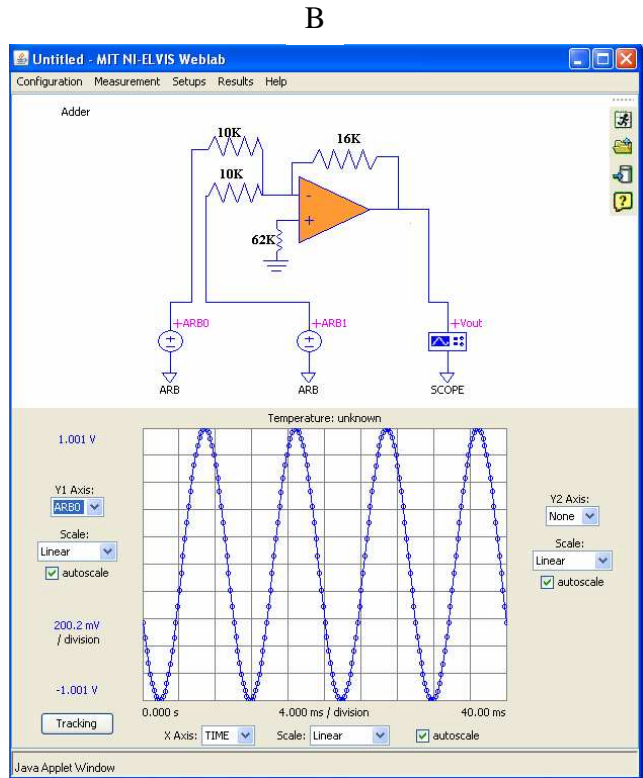 B
Untitled - MIT NI-ELVIS Weblab
Configuration Measurement Setups Results Help
Adder
10K
16K
10K
-
+
62K
+ARB0
+ARB1
+Vout
ARB
ARB
SCOPE
Temperature: unknown
1.001 V
Y1 Axis:
ARB0
Scale:
Linear
autoscale
200.2 mV
/ division
-1.001 V
Tracking
Y2 Axis:
None
Scale:
Linear
autoscale
0.000 s 4.000 ms / division 40.00 ms
X Axis: TIME Scale: Linear autoscale
Java Applet Window